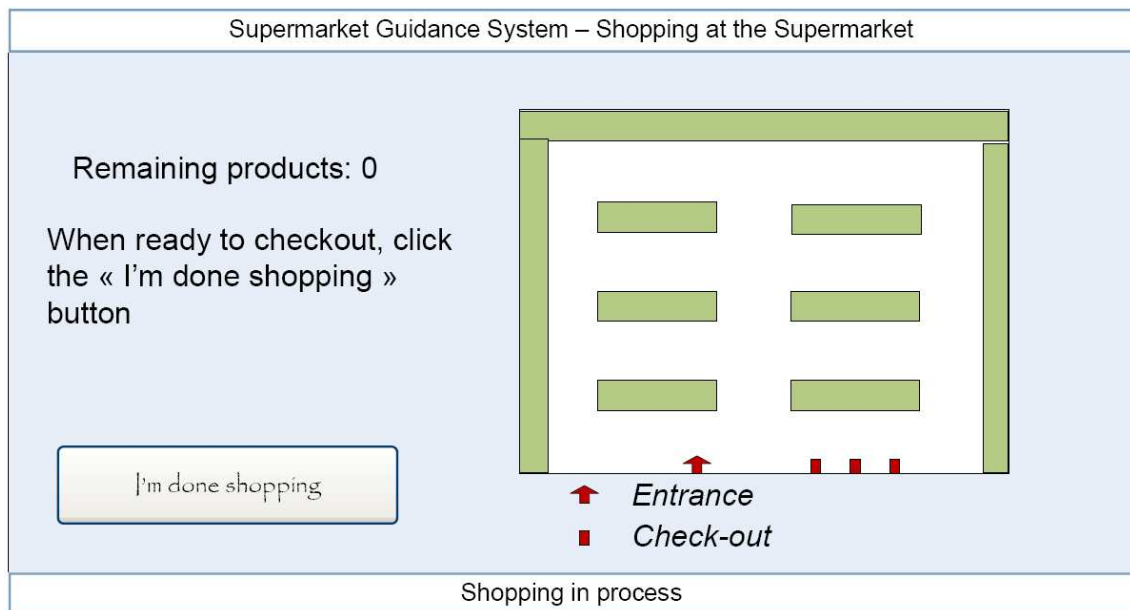 Supermarket Guidance System – Shopping at the Supermarket
Remaining products: 0
When ready to checkout, click
the « I'm done shopping »
button
I'm done shopping
Entrance
Check-out
Shopping in process